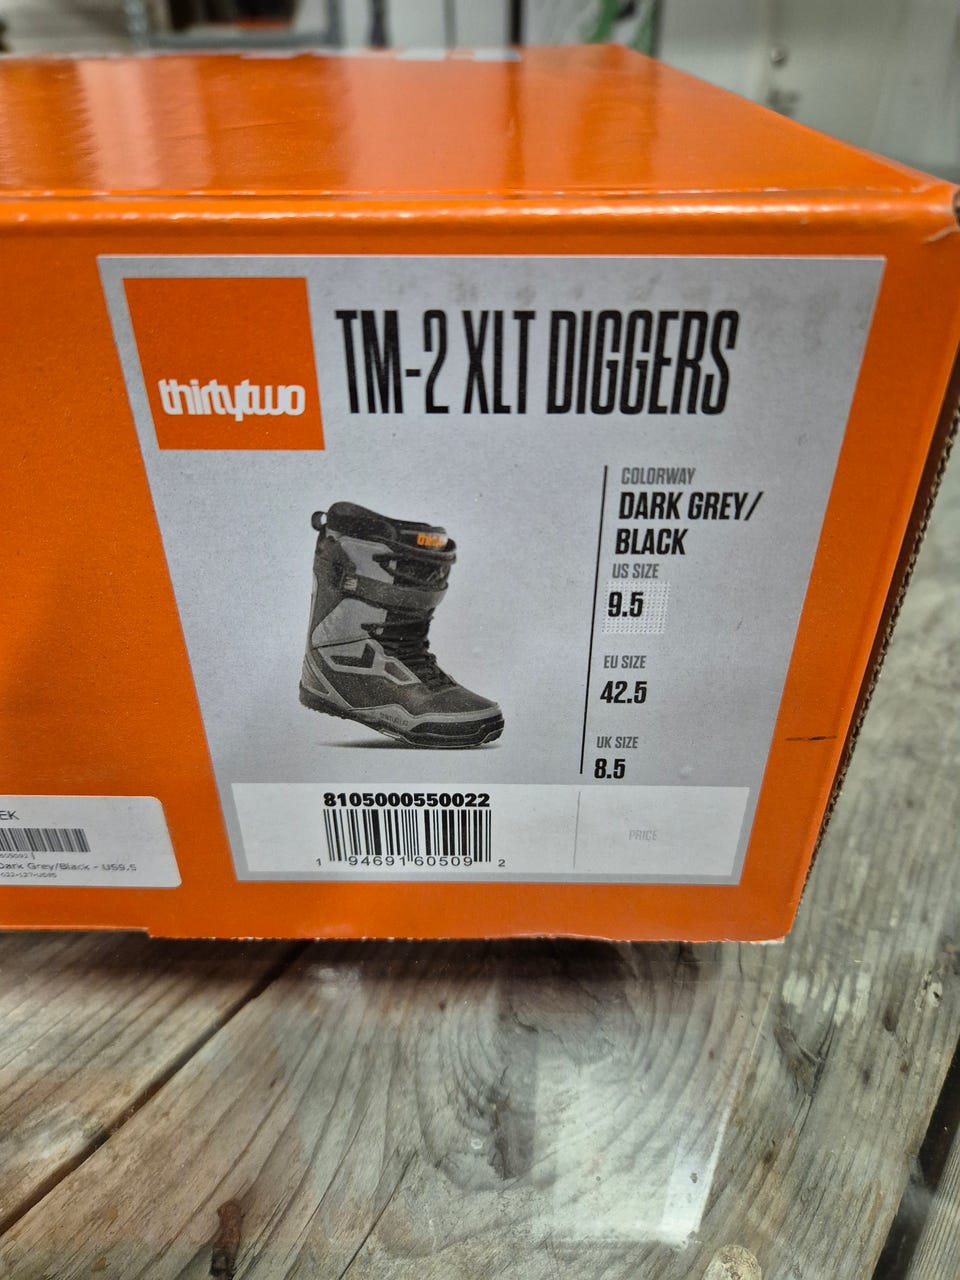 thirtytwo
TM-2 XLT DIGGERS
COLORWAY
DARK GREY/
BLACK
US SIZE
9.5
EU SIZE
42.5
UK SIZE
8.5
8105000550022
1 94691 60509 2
PRICE
EK
Dark Grey/Black - US9.5